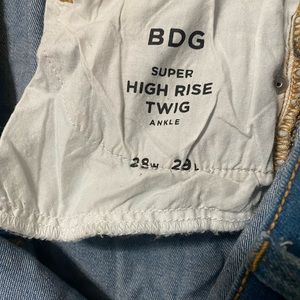 BDG
SUPER
HIGH RISE
TWIG
ANKLE
28W 28L